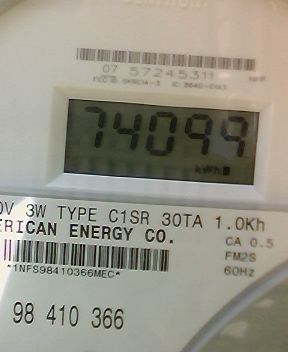 07 57245311
74099
kWh
0V 3W TYPE C1SR 30TA 1.0Kh
ERICAN ENERGY CO.
CA 0.5
FM2S
60Hz
*1NFS98410366MEC*
98 410 366